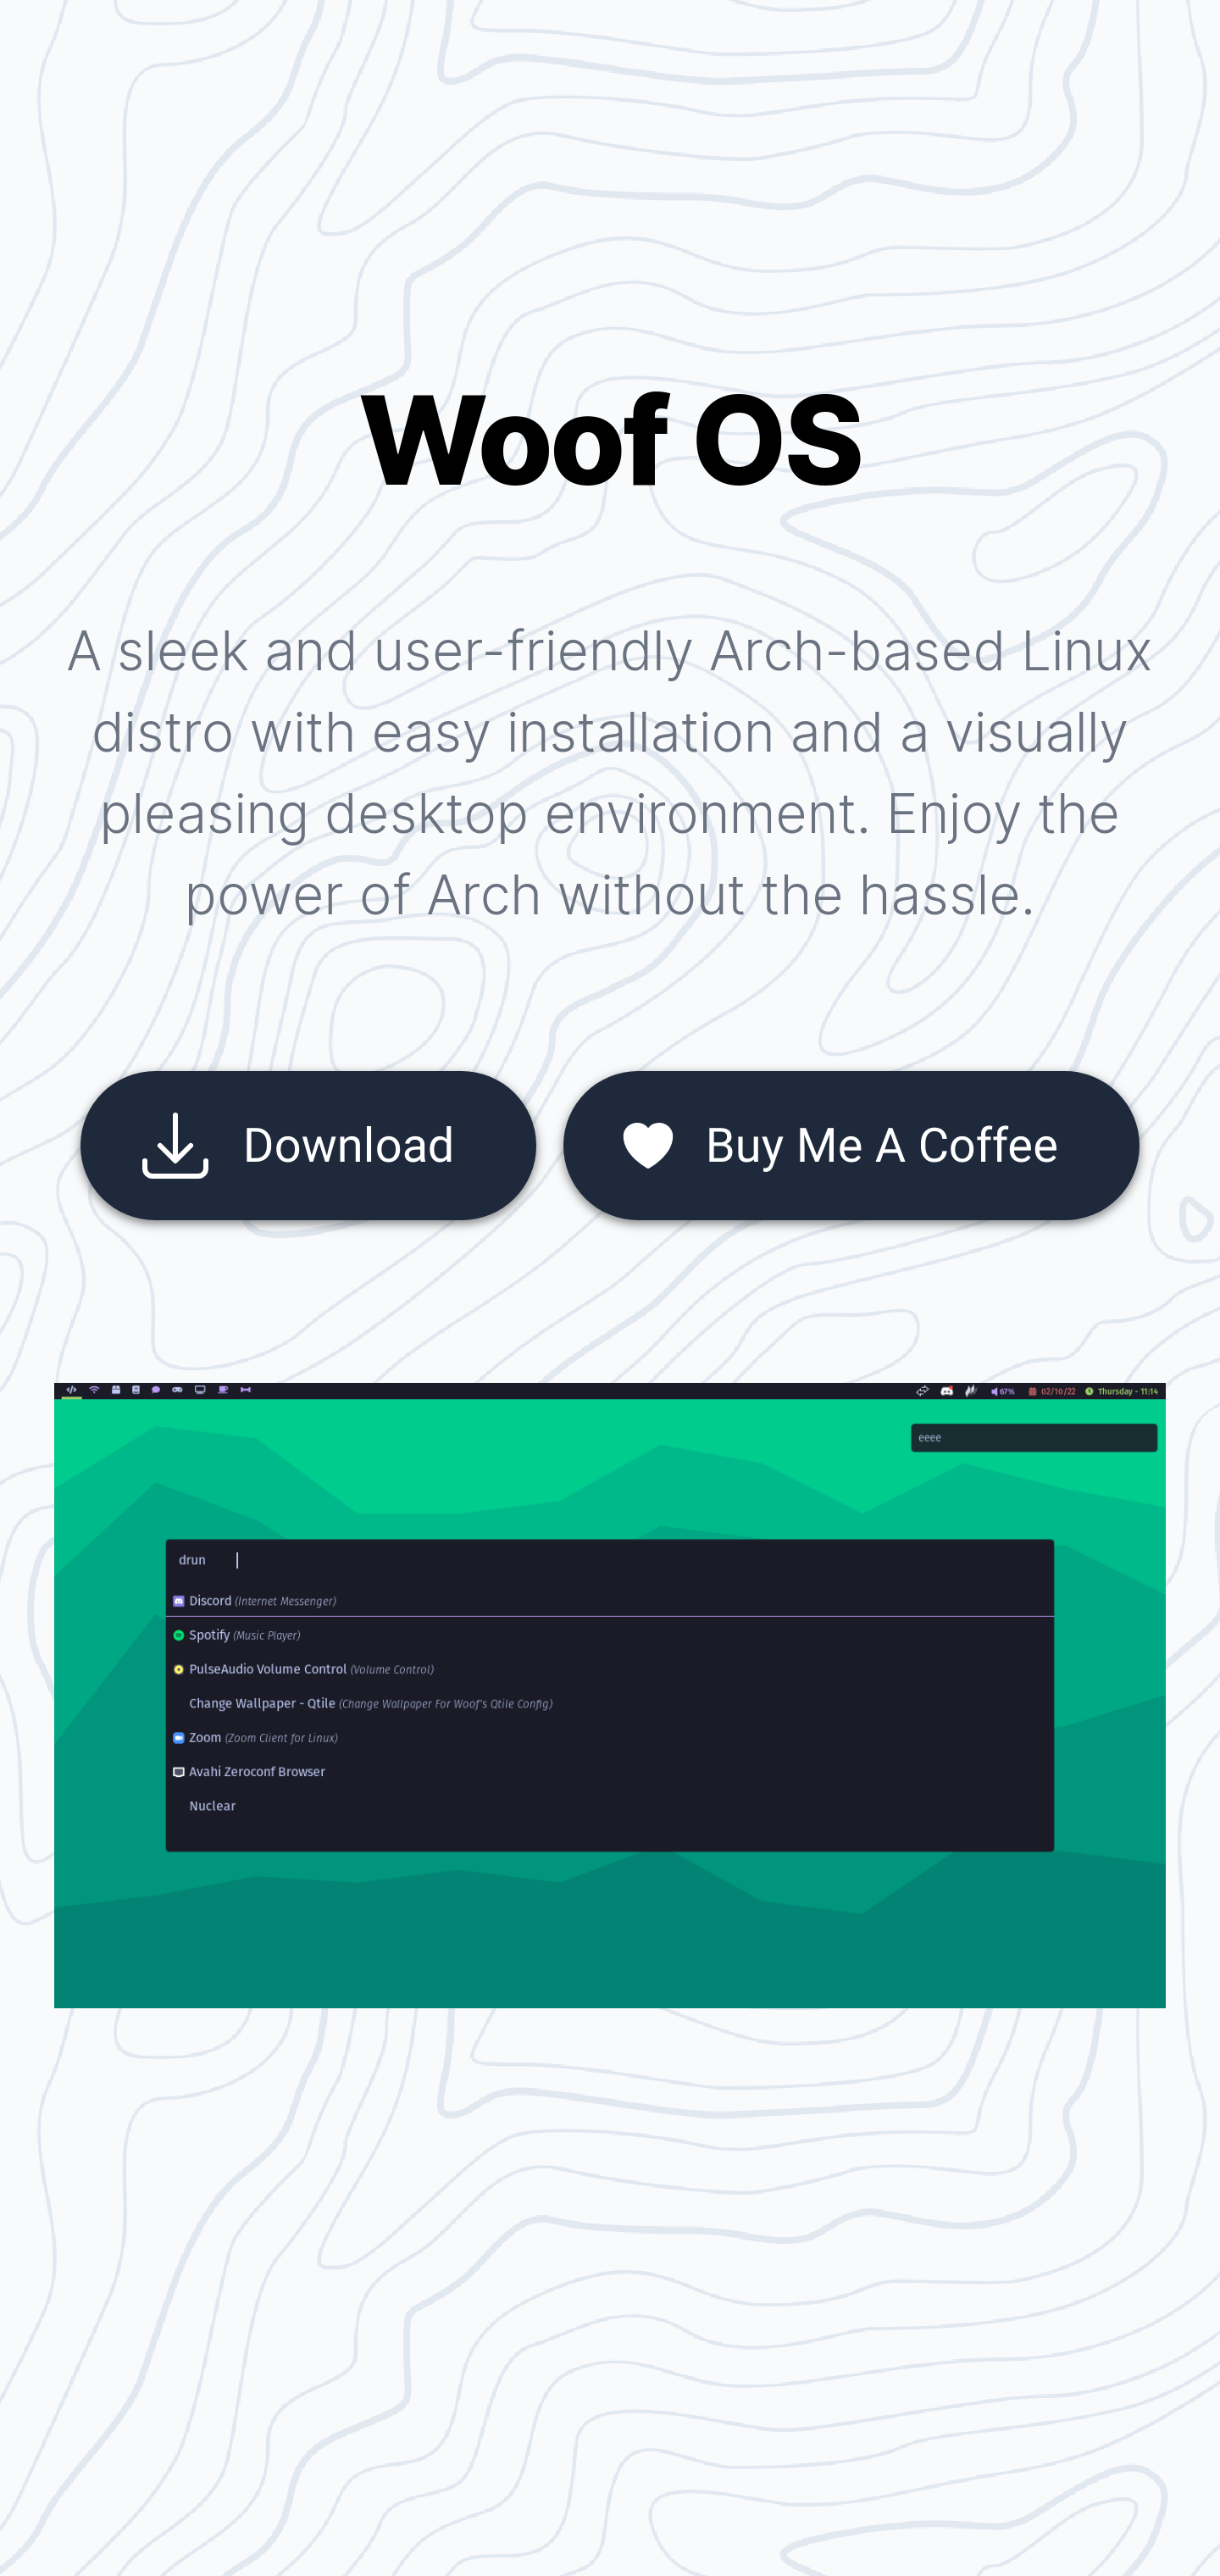 Woof OS
A sleek and user-friendly Arch-based Linux
distro with easy installation and a visually
pleasing desktop environment. Enjoy the
power of Arch without the hassle.
Download
Buy Me A Coffee
67% 02/10/22 Thursday - 11:14
eeee
drun
Discord (Internet Messenger)
Spotify (Music Player)
PulseAudio Volume Control (Volume Control)
Change Wallpaper - Qtile (Change Wallpaper For Woof's Qtile Config)
Zoom (Zoom Client for Linux)
Avahi Zeroconf Browser
Nuclear